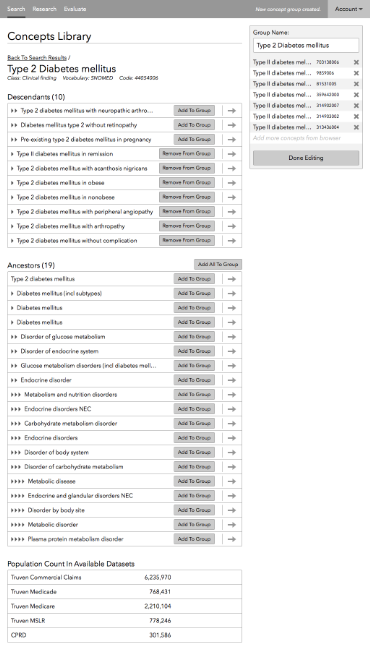 Search Research Evaluate New concept group created. Account
Concepts Library
Back To Search Results /
Type 2 Diabetes mellitus
Class: Clinical finding Vocabulary: SNOMED Code: 44054006
Descendants (10)
Type 2 diabetes mellitus with neuropathic arthro... Add To Group
Diabetes mellitus type 2 without retinopathy Add To Group
Pre-existing type 2 diabetes mellitus in pregnancy Add To Group
Type II diabetes mellitus in remission Remove From Group
Type 2 diabetes mellitus with acanthosis nigricans Remove From Group
Type 2 diabetes mellitus in obese Remove From Group
Type 2 diabetes mellitus in nonobese Remove From Group
Type 2 diabetes mellitus with peripheral angiopathy Remove From Group
Type 2 diabetes mellitus with arthropathy Remove From Group
Type 2 diabetes mellitus without complication Remove From Group
Ancestors (19) Add All To Group
Type 2 diabetes mellitus Add To Group
Diabetes mellitus (incl subtypes) Add To Group
Diabetes mellitus Add To Group
Diabetes mellitus Add To Group
Disorder of glucose metabolism Add To Group
Disorder of endocrine system Add To Group
Glucose metabolism disorders (incl diabetes mell... Add To Group
Endocrine disorder Add To Group
Metabolism and nutrition disorders Add To Group
Endocrine disorders NEC Add To Group
Carbohydrate metabolism disorder Add To Group
Endocrine disorders Add To Group
Disorder of body system Add To Group
Disorder of carbohydrate metabolism Add To Group
Metabolic disease Add To Group
Endocrine and glandular disorders NEC Add To Group
Disorder by body site Add To Group
Metabolic disorder Add To Group
Plasma protein metabolism disorder Add To Group
Population Count In Available Datasets
Truven Commercial Claims 6,235,970
Truven Medicade 768,431
Truven Medicare 2,210,104
Truven MSLR 778,246
CPRD 301,586
Group Name:
Type 2 Diabetes mellitus
Type II diabetes mel... 703138006
Type II diabetes mel... 9859006
Type II diabetes mel... 81531005
Type II diabetes mel... 359642000
Type II diabetes mel... 314903002
Type II diabetes mel...
Type II diabetes mel... 313436004
Add more concepts from browser
Done Editing